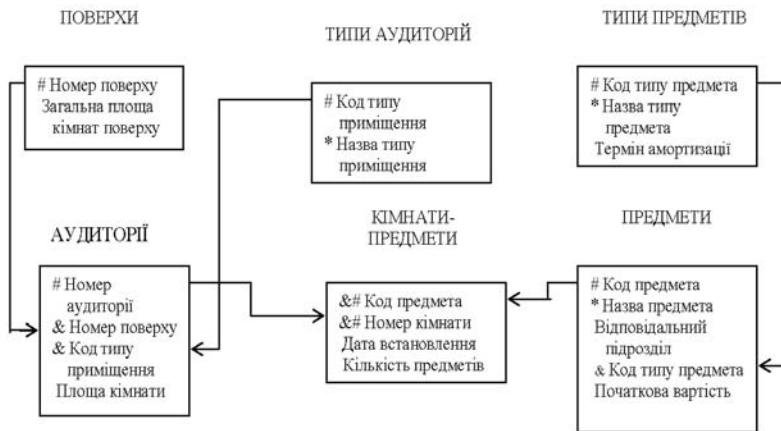 ПОВЕРХИ
# Номер поверху
Загальна площа
кімнат поверху
ТИПИ АУДИТОРІЙ
# Код типу
приміщення
* Назва типу
приміщення
ТИПИ ПРЕДМЕТІВ
# Код типу предмета
* Назва типу
предмета
Термін амортизації
АУДИТОРІЇ
# Номер
аудиторії
& Номер поверху
& Код типу
приміщення
Площа кімнати
КІМНАТИ-
ПРЕДМЕТИ
&# Код предмета
&# Номер кімнати
Дата встановлення
Кількість предметів
ПРЕДМЕТИ
# Код предмета
* Назва предмета
Відповідальний
підрозділ
& Код типу предмета
Початкова вартість